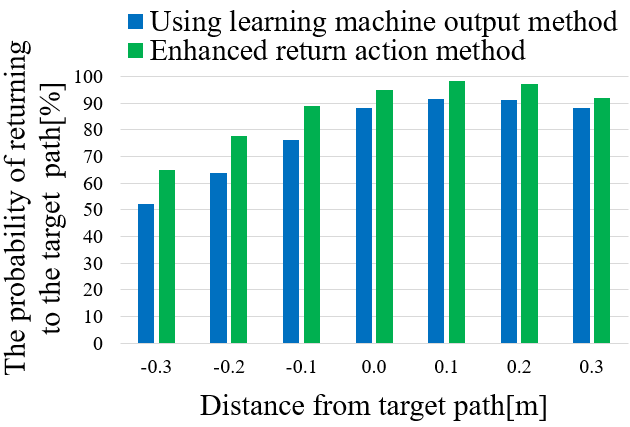 Using learning machine output method
Enhanced return action method
The probability of returning
to the target path[%]
100
90
80
70
60
50
40
30
20
10
0
-0.3 -0.2 -0.1 0.0 0.1 0.2 0.3
Distance from target path[m]